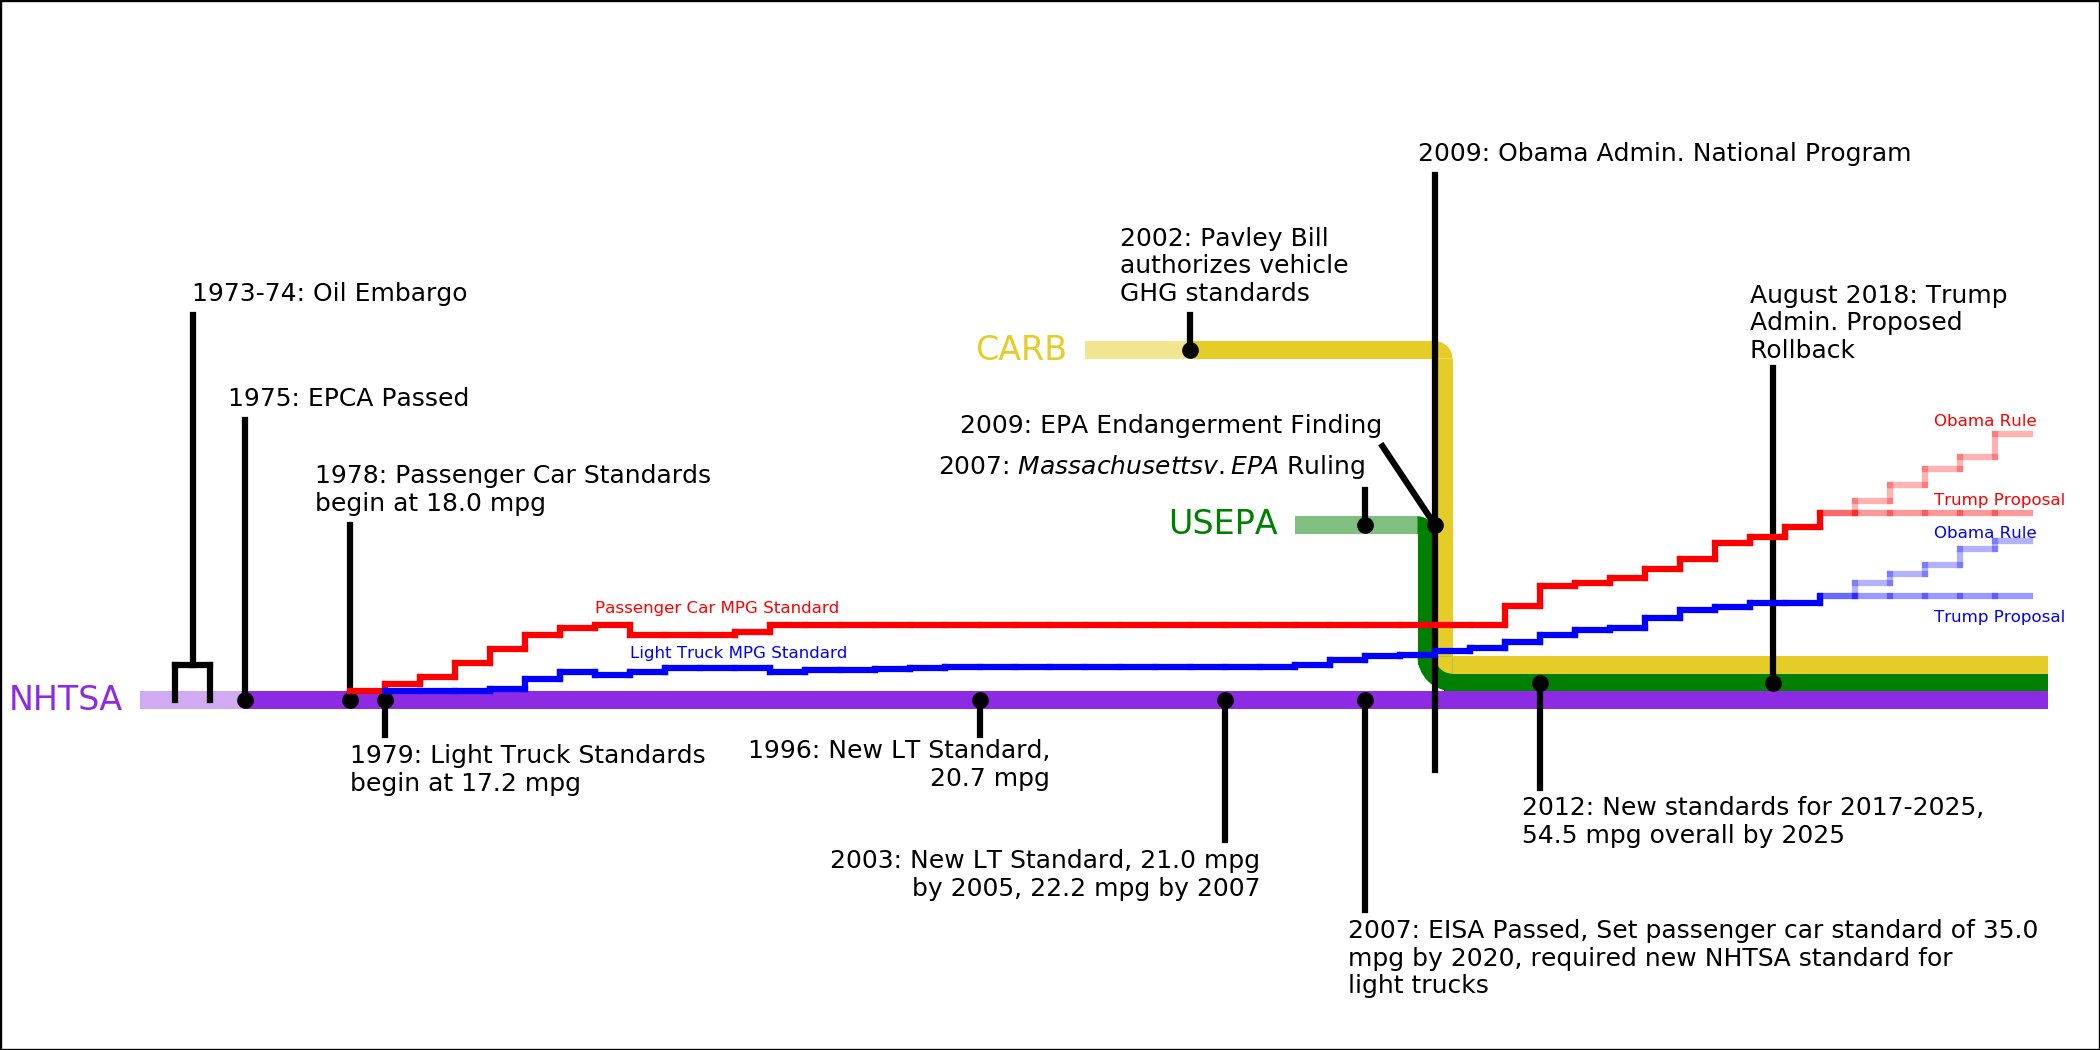 2009: Obama Admin. National Program
2002: Pavley Bill
authorizes vehicle
GHG standards
1973-74: Oil Embargo
August 2018: Trump
Admin. Proposed
Rollback
CARB
1975: EPCA Passed
2009: EPA Endangerment Finding
Obama Rule
2007: Massachusettsv.EPA Ruling
1978: Passenger Car Standards
begin at 18.0 mpg
Trump Proposal
USEPA
Obama Rule
Passenger Car MPG Standard
Trump Proposal
Light Truck MPG Standard
NHTSA
1979: Light Truck Standards
begin at 17.2 mpg
1996: New LT Standard,
20.7 mpg
2012: New standards for 2017-2025,
54.5 mpg overall by 2025
2003: New LT Standard, 21.0 mpg
by 2005, 22.2 mpg by 2007
2007: EISA Passed, Set passenger car standard of 35.0
mpg by 2020, required new NHTSA standard for
light trucks